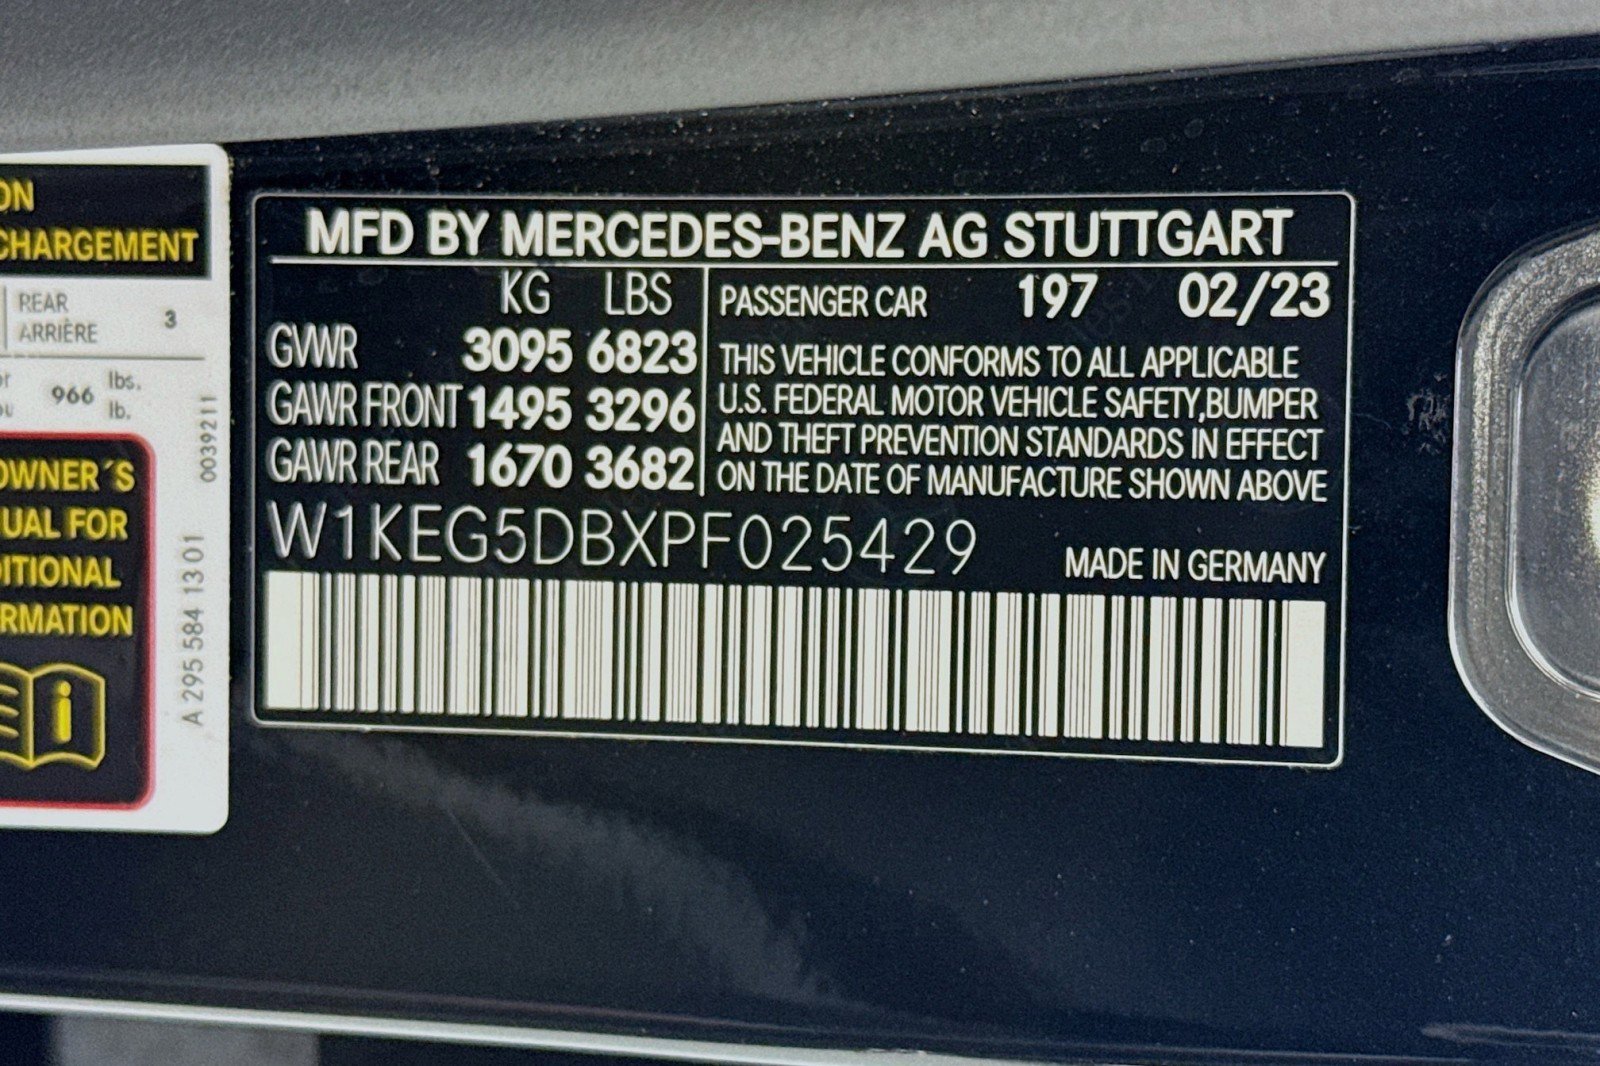 ON
CHARGEMENT
REAR
ARRIÈRE 3
966 lbs.
lb.
0039211
OWNER´S
UAL FOR
DITIONAL
RMATION
A 295 584 13 01
MFD BY MERCEDES-BENZ AG STUTTGART
KG LBS
GVWR 3095 6823
GAWR FRONT 1495 3296
GAWR REAR 1670 3682
PASSENGER CAR 197 02/23
THIS VEHICLE CONFORMS TO ALL APPLICABLE
U.S. FEDERAL MOTOR VEHICLE SAFETY,BUMPER
AND THEFT PREVENTION STANDARDS IN EFFECT
ON THE DATE OF MANUFACTURE SHOWN ABOVE
W1KEG5DBXPF025429
MADE IN GERMANY